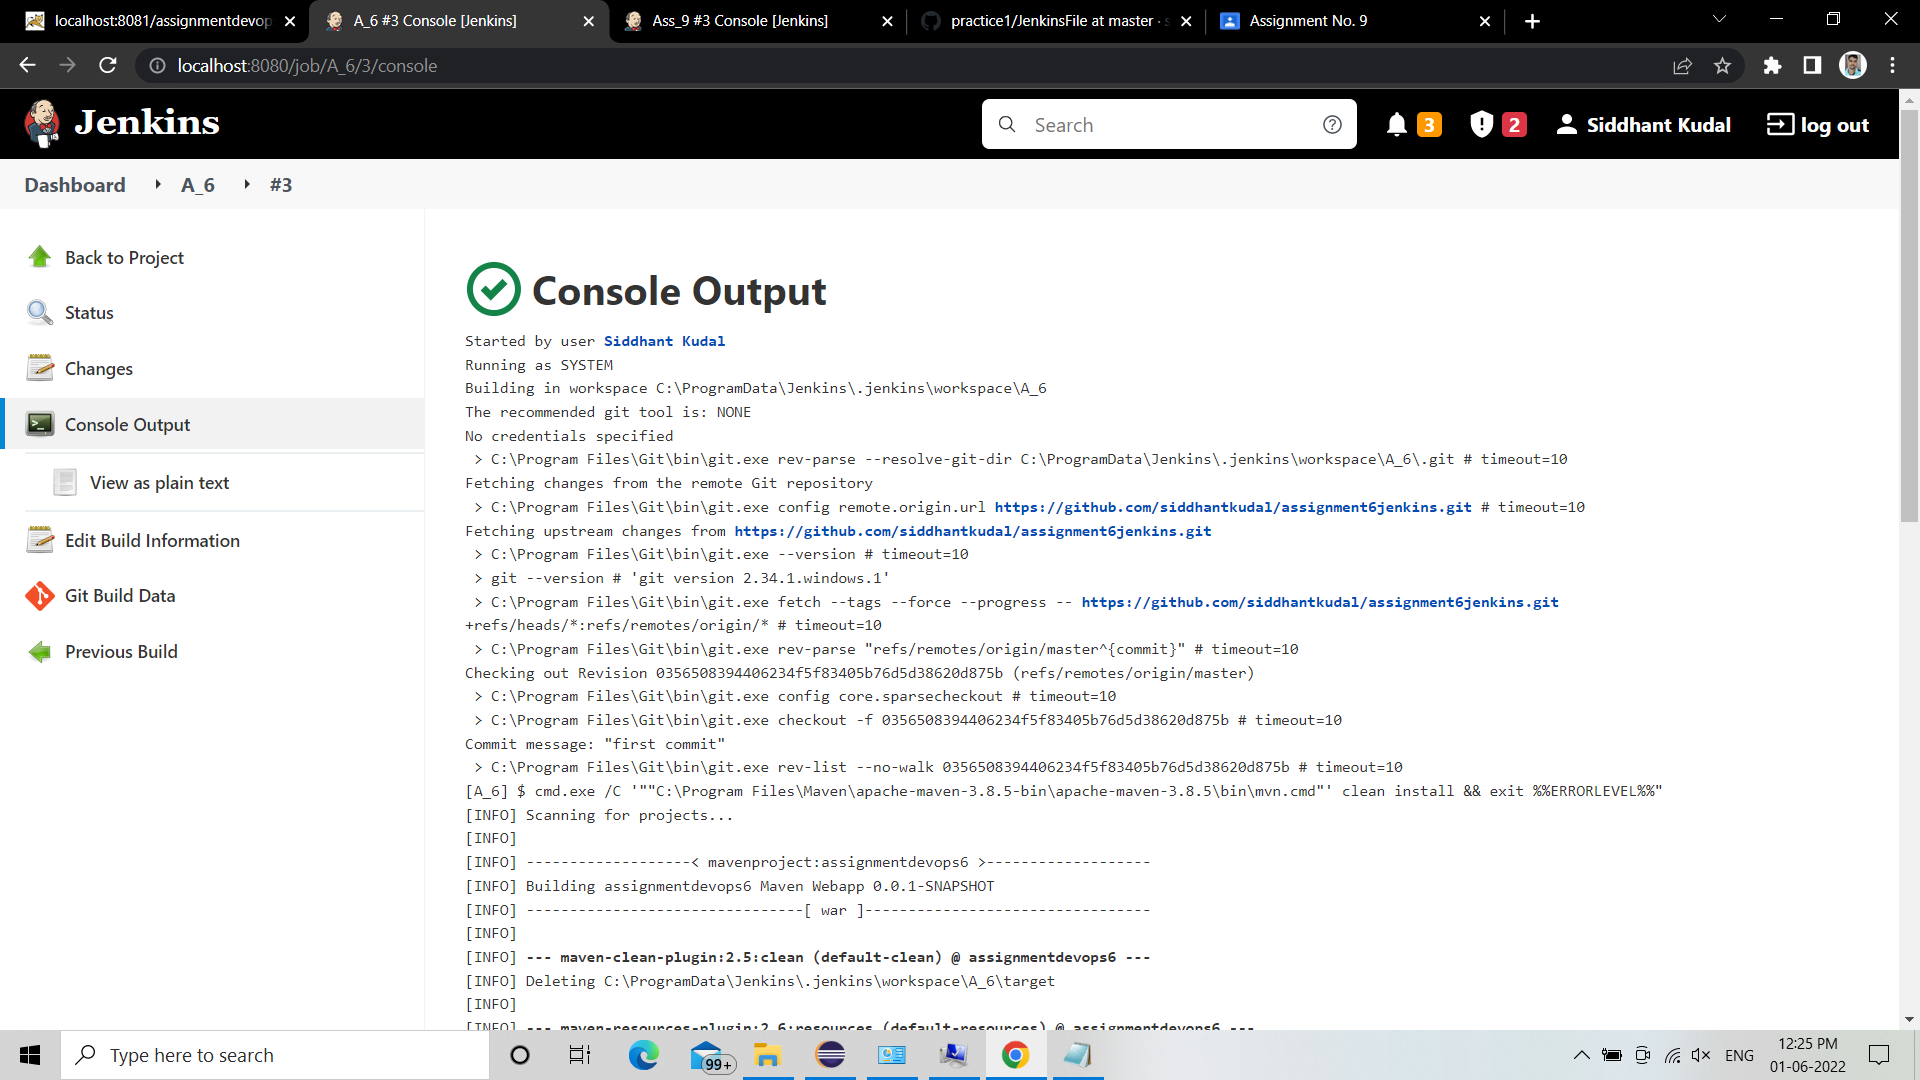 localhost:8081/assignmentdevop
A_6 #3 Console [Jenkins]
Ass_9 #3 Console [Jenkins]
practice1/JenkinsFile at master · s
Assignment No. 9
localhost:8080/job/A_6/3/console
Jenkins
Search
3
2
Siddhant Kudal
log out
Dashboard
A_6
#3
Back to Project
Status
Changes
Console Output
View as plain text
Edit Build Information
Git Build Data
Previous Build
Console Output
Started by user Siddhant Kudal
Running as SYSTEM
Building in workspace C:\ProgramData\Jenkins\.jenkins\workspace\A_6
The recommended git tool is: NONE
No credentials specified
> C:\Program Files\Git\bin\git.exe rev-parse --resolve-git-dir C:\ProgramData\Jenkins\.jenkins\workspace\A_6\.git # timeout=10
Fetching changes from the remote Git repository
> C:\Program Files\Git\bin\git.exe config remote.origin.url https://github.com/siddhantkudal/assignment6jenkins.git # timeout=10
Fetching upstream changes from https://github.com/siddhantkudal/assignment6jenkins.git
> C:\Program Files\Git\bin\git.exe --version # timeout=10
> git --version # 'git version 2.34.1.windows.1'
> C:\Program Files\Git\bin\git.exe fetch --tags --force --progress -- https://github.com/siddhantkudal/assignment6jenkins.git
+refs/heads/*:refs/remotes/origin/* # timeout=10
> C:\Program Files\Git\bin\git.exe rev-parse "refs/remotes/origin/master^{commit}" # timeout=10
Checking out Revision 0356508394406234f5f83405b76d5d38620d875b (refs/remotes/origin/master)
> C:\Program Files\Git\bin\git.exe config core.sparsecheckout # timeout=10
> C:\Program Files\Git\bin\git.exe checkout -f 0356508394406234f5f83405b76d5d38620d875b # timeout=10
Commit message: "first commit"
> C:\Program Files\Git\bin\git.exe rev-list --no-walk 0356508394406234f5f83405b76d5d38620d875b # timeout=10
[A_6] $ cmd.exe /C '""C:\Program Files\Maven\apache-maven-3.8.5-bin\apache-maven-3.8.5\bin\mvn.cmd"' clean install && exit %%ERRORLEVEL%%"
[INFO] Scanning for projects...
[INFO]
[INFO] -------------------< mavenproject:assignmentdevops6 >-------------------
[INFO] Building assignmentdevops6 Maven Webapp 0.0.1-SNAPSHOT
[INFO] --------------------------------[ war ]---------------------------------
[INFO]
[INFO] --- maven-clean-plugin:2.5:clean (default-clean) @ assignmentdevops6 ---
[INFO] Deleting C:\ProgramData\Jenkins\.jenkins\workspace\A_6\target
[INFO]
[INFO] --- maven-resources-plugin:2.6:resources (default-resources) @ assignmentdevops6 ---
Type here to search
99+
ENG
12:25 PM
01-06-2022